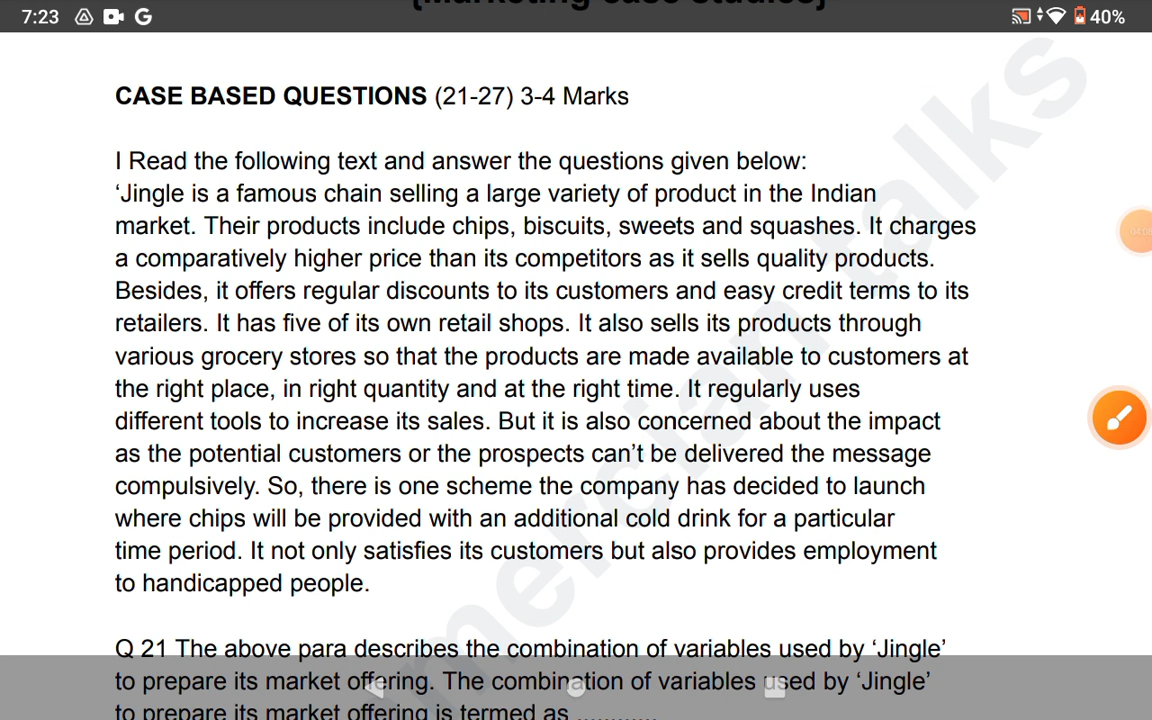 7:23 G 40%
[Marketing case studies]
CASE BASED QUESTIONS (21-27) 3-4 Marks
I Read the following text and answer the questions given below:
‘Jingle is a famous chain selling a large variety of product in the Indian
market. Their products include chips, biscuits, sweets and squashes. It charges
a comparatively higher price than its competitors as it sells quality products.
Besides, it offers regular discounts to its customers and easy credit terms to its
retailers. It has five of its own retail shops. It also sells its products through
various grocery stores so that the products are made available to customers at
the right place, in right quantity and at the right time. It regularly uses
different tools to increase its sales. But it is also concerned about the impact
as the potential customers or the prospects can’t be delivered the message
compulsively. So, there is one scheme the company has decided to launch
where chips will be provided with an additional cold drink for a particular
time period. It not only satisfies its customers but also provides employment
to handicapped people.
Q 21 The above para describes the combination of variables used by ‘Jingle’
to prepare its market offering. The combination of variables used by ‘Jingle’
to prepare its market offering is termed as ............
mercian talks